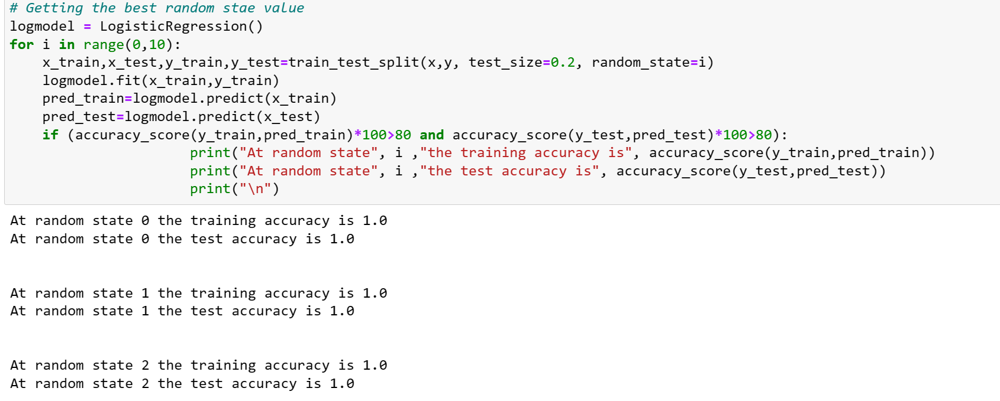 # Getting the best random stae value
logmodel = LogisticRegression()
for i in range(0,10):
    x_train,x_test,y_train,y_test=train_test_split(x,y, test_size=0.2, random_state=i)
    logmodel.fit(x_train,y_train)
    pred_train=logmodel.predict(x_train)
    pred_test=logmodel.predict(x_test)
    if (accuracy_score(y_train,pred_train)*100>80 and accuracy_score(y_test,pred_test)*100>80):
                      print("At random state", i ,"the training accuracy is", accuracy_score(y_train,pred_train))
                      print("At random state", i ,"the test accuracy is", accuracy_score(y_test,pred_test))
                      print("\n")
At random state 0 the training accuracy is 1.0
At random state 0 the test accuracy is 1.0
At random state 1 the training accuracy is 1.0
At random state 1 the test accuracy is 1.0
At random state 2 the training accuracy is 1.0
At random state 2 the test accuracy is 1.0